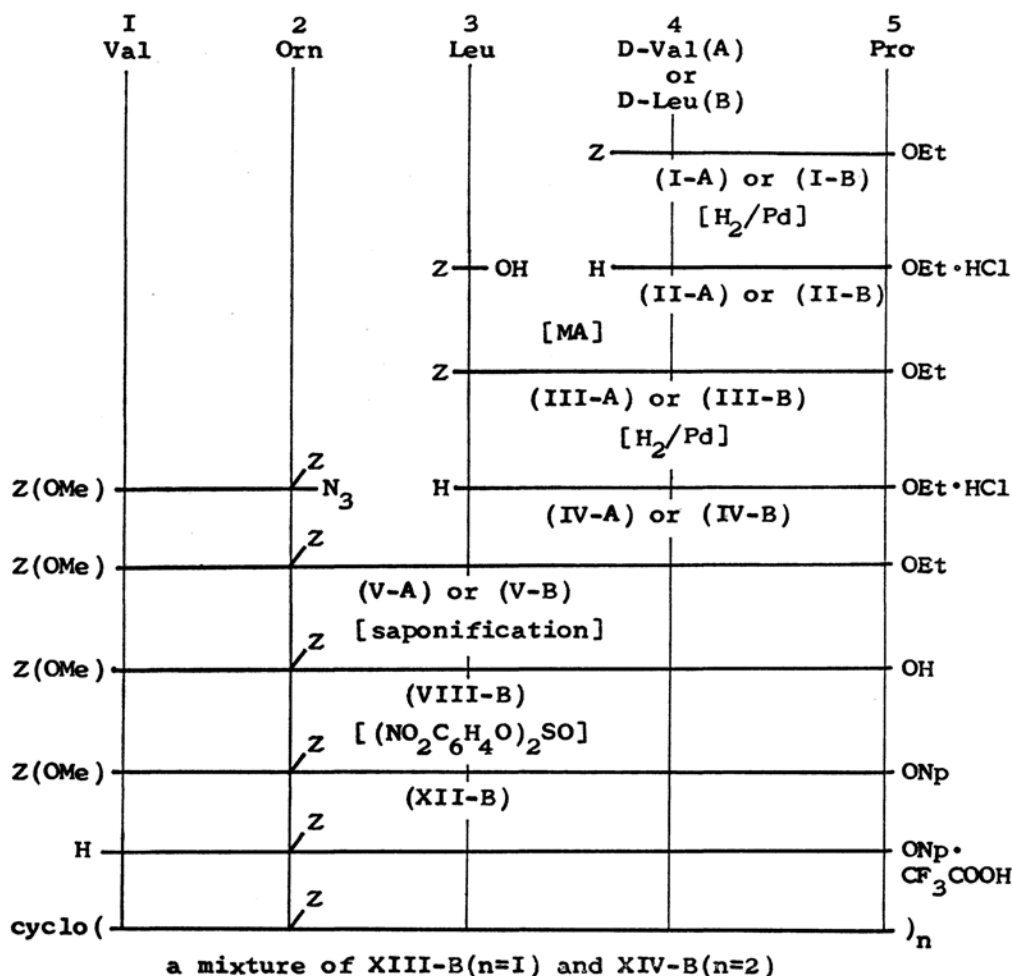 I 2 3 4 5
Val Orn Leu D-Val(A) Pro
or
D-Leu(B)
Z OEt
(I-A) or (I-B)
[H2/Pd]
Z OH H OEt·HCl
(II-A) or (II-B)
[MA]
Z OEt
(III-A) or (III-B)
[H2/Pd]
Z
Z(OMe) N3 H OEt·HCl
(IV-A) or (IV-B)
Z
Z(OMe) OEt
(V-A) or (V-B)
[saponification]
Z
Z(OMe) OH
(VIII-B)
[(NO2C6H4O)2SO]
Z
Z(OMe) ONp
(XII-B)
Z
H ONp·
CF3COOH
Z
cyclo( )n
a mixture of XIII-B(n=I) and XIV-B(n=2)